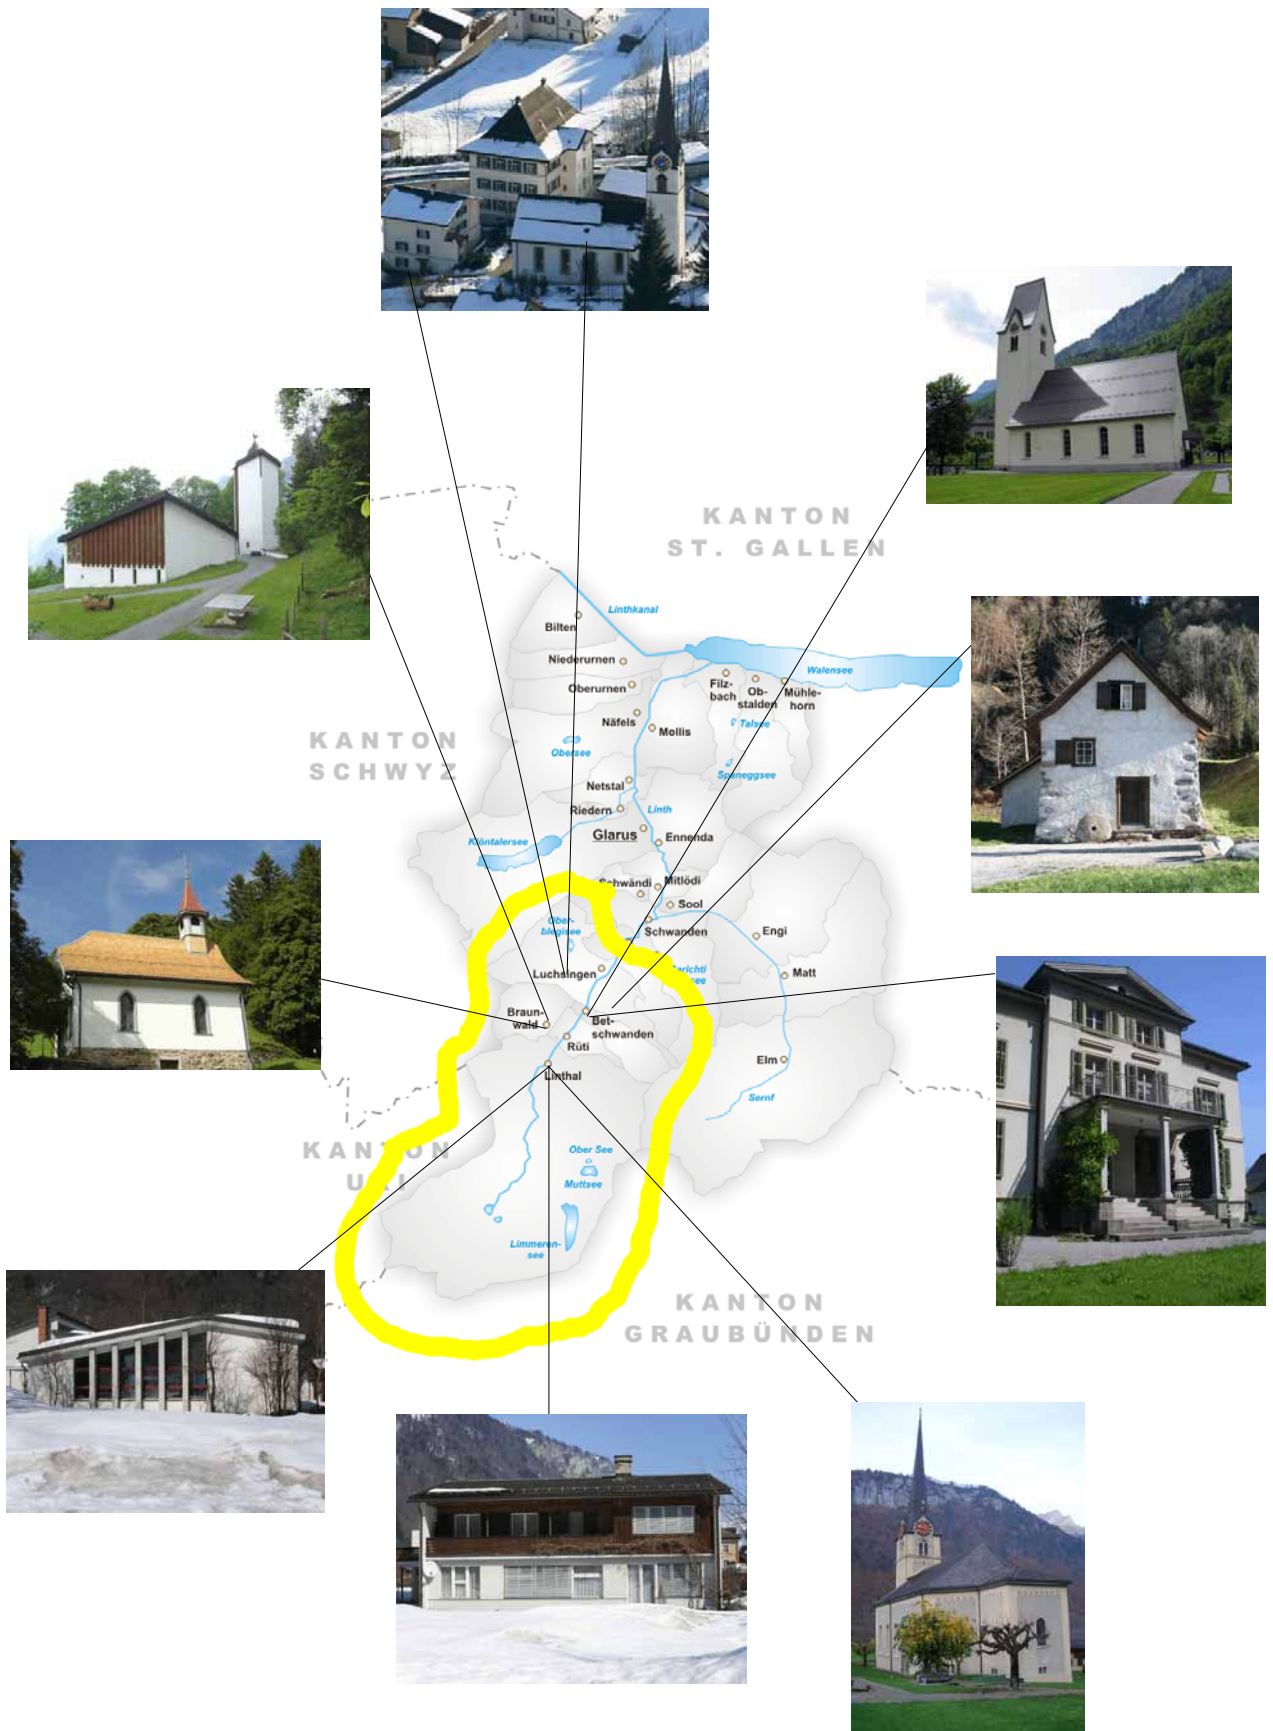 KANTON
ST. GALLEN
Linthkanal
Bilten
Niederurnen
Walensee
Oberurnen
Filz-
bach
Ob-
stalden
Mühle-
horn
Näfels
Mollis
Talsee
KANTON
SCHWYZ
Obersee
Spaneggsee
Netstal
Riedern
Linth
Glarus
Ennenda
Klöntalersee
Schwändi
Mitlödi
Sool
Ober-
blegisee
Schwanden
Engi
Luchsingen
Matt
Braun-
wald
Bet-
schwanden
Rüti
Elm
Linthal
Sernf
KANTON
Ober See
Muttsee
Limmeren-
see
KANTON
GRAUBÜNDEN